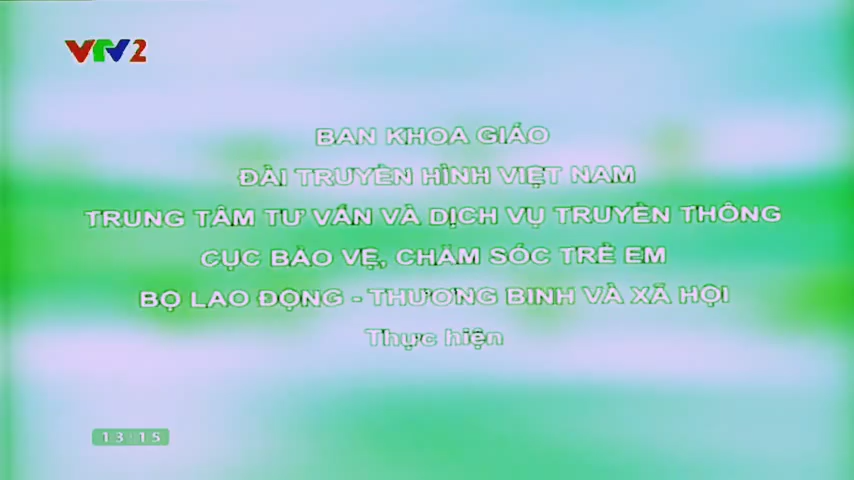 VTV2
BAN KHOA GIÁO
ĐÀI TRUYỀN HÌNH VIỆT NAM
TRUNG TÂM TƯ VẤN VÀ DỊCH VỤ TRUYỀN THÔNG
CỤC BẢO VỆ, CHĂM SÓC TRẺ EM
BỘ LAO ĐỘNG - THƯƠNG BINH VÀ XÃ HỘI
Thực hiện
13:15